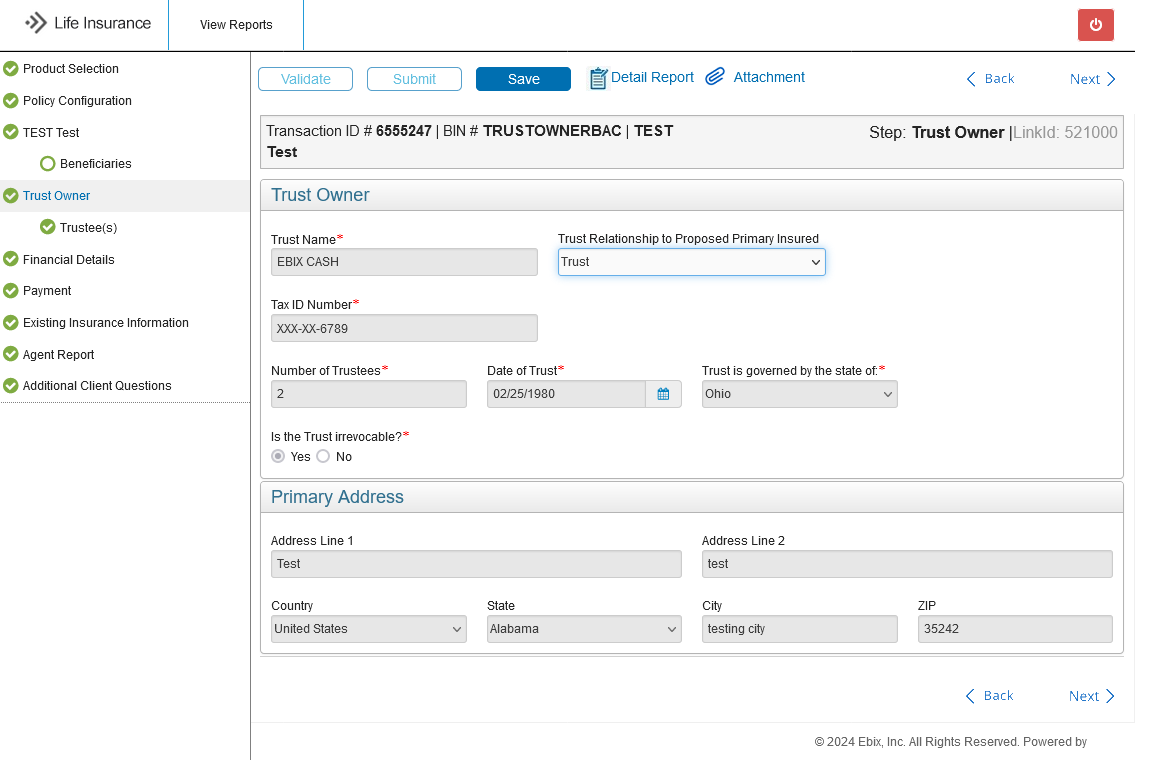 Life Insurance
View Reports
Product Selection
Policy Configuration
TEST Test
Beneficiaries
Trust Owner
Trustee(s)
Financial Details
Payment
Existing Insurance Information
Agent Report
Additional Client Questions
Validate
Submit
Save
Detail Report
Attachment
Back
Next
Transaction ID # 6555247 | BIN # TRUSTOWNERBAC | TEST
Test
Step: Trust Owner |LinkId: 521000
Trust Owner
Trust Name*
Trust Relationship to Proposed Primary Insured
EBIX CASH
Trust
Tax ID Number*
XXX-XX-6789
Number of Trustees*
Date of Trust*
Trust is governed by the state of:*
2
02/25/1980
Ohio
Is the Trust irrevocable?*
Yes
No
Primary Address
Address Line 1
Address Line 2
Test
test
Country
State
City
ZIP
United States
Alabama
testing city
35242
Back
Next
© 2024 Ebix, Inc. All Rights Reserved. Powered by